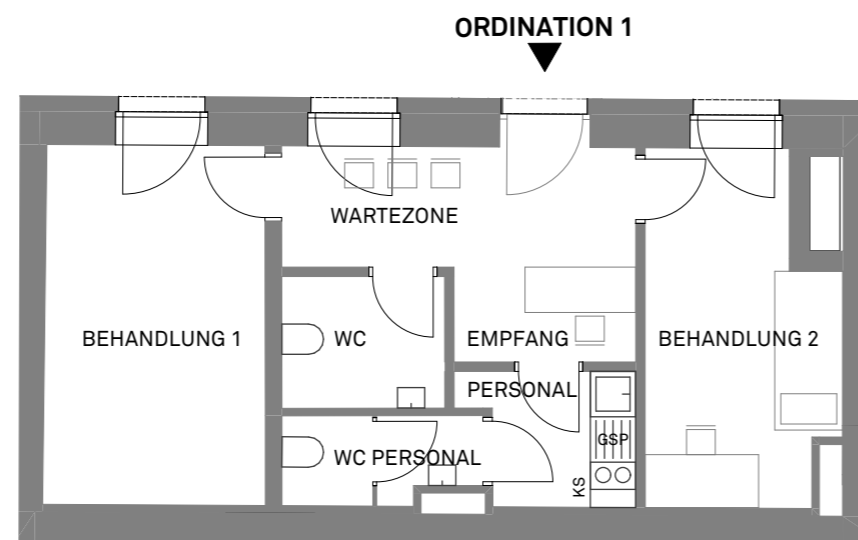 ORDINATION 1
WARTEZONE
BEHANDLUNG 1
WC
EMPFANG
BEHANDLUNG 2
PERSONAL
GSP
WC PERSONAL
KS